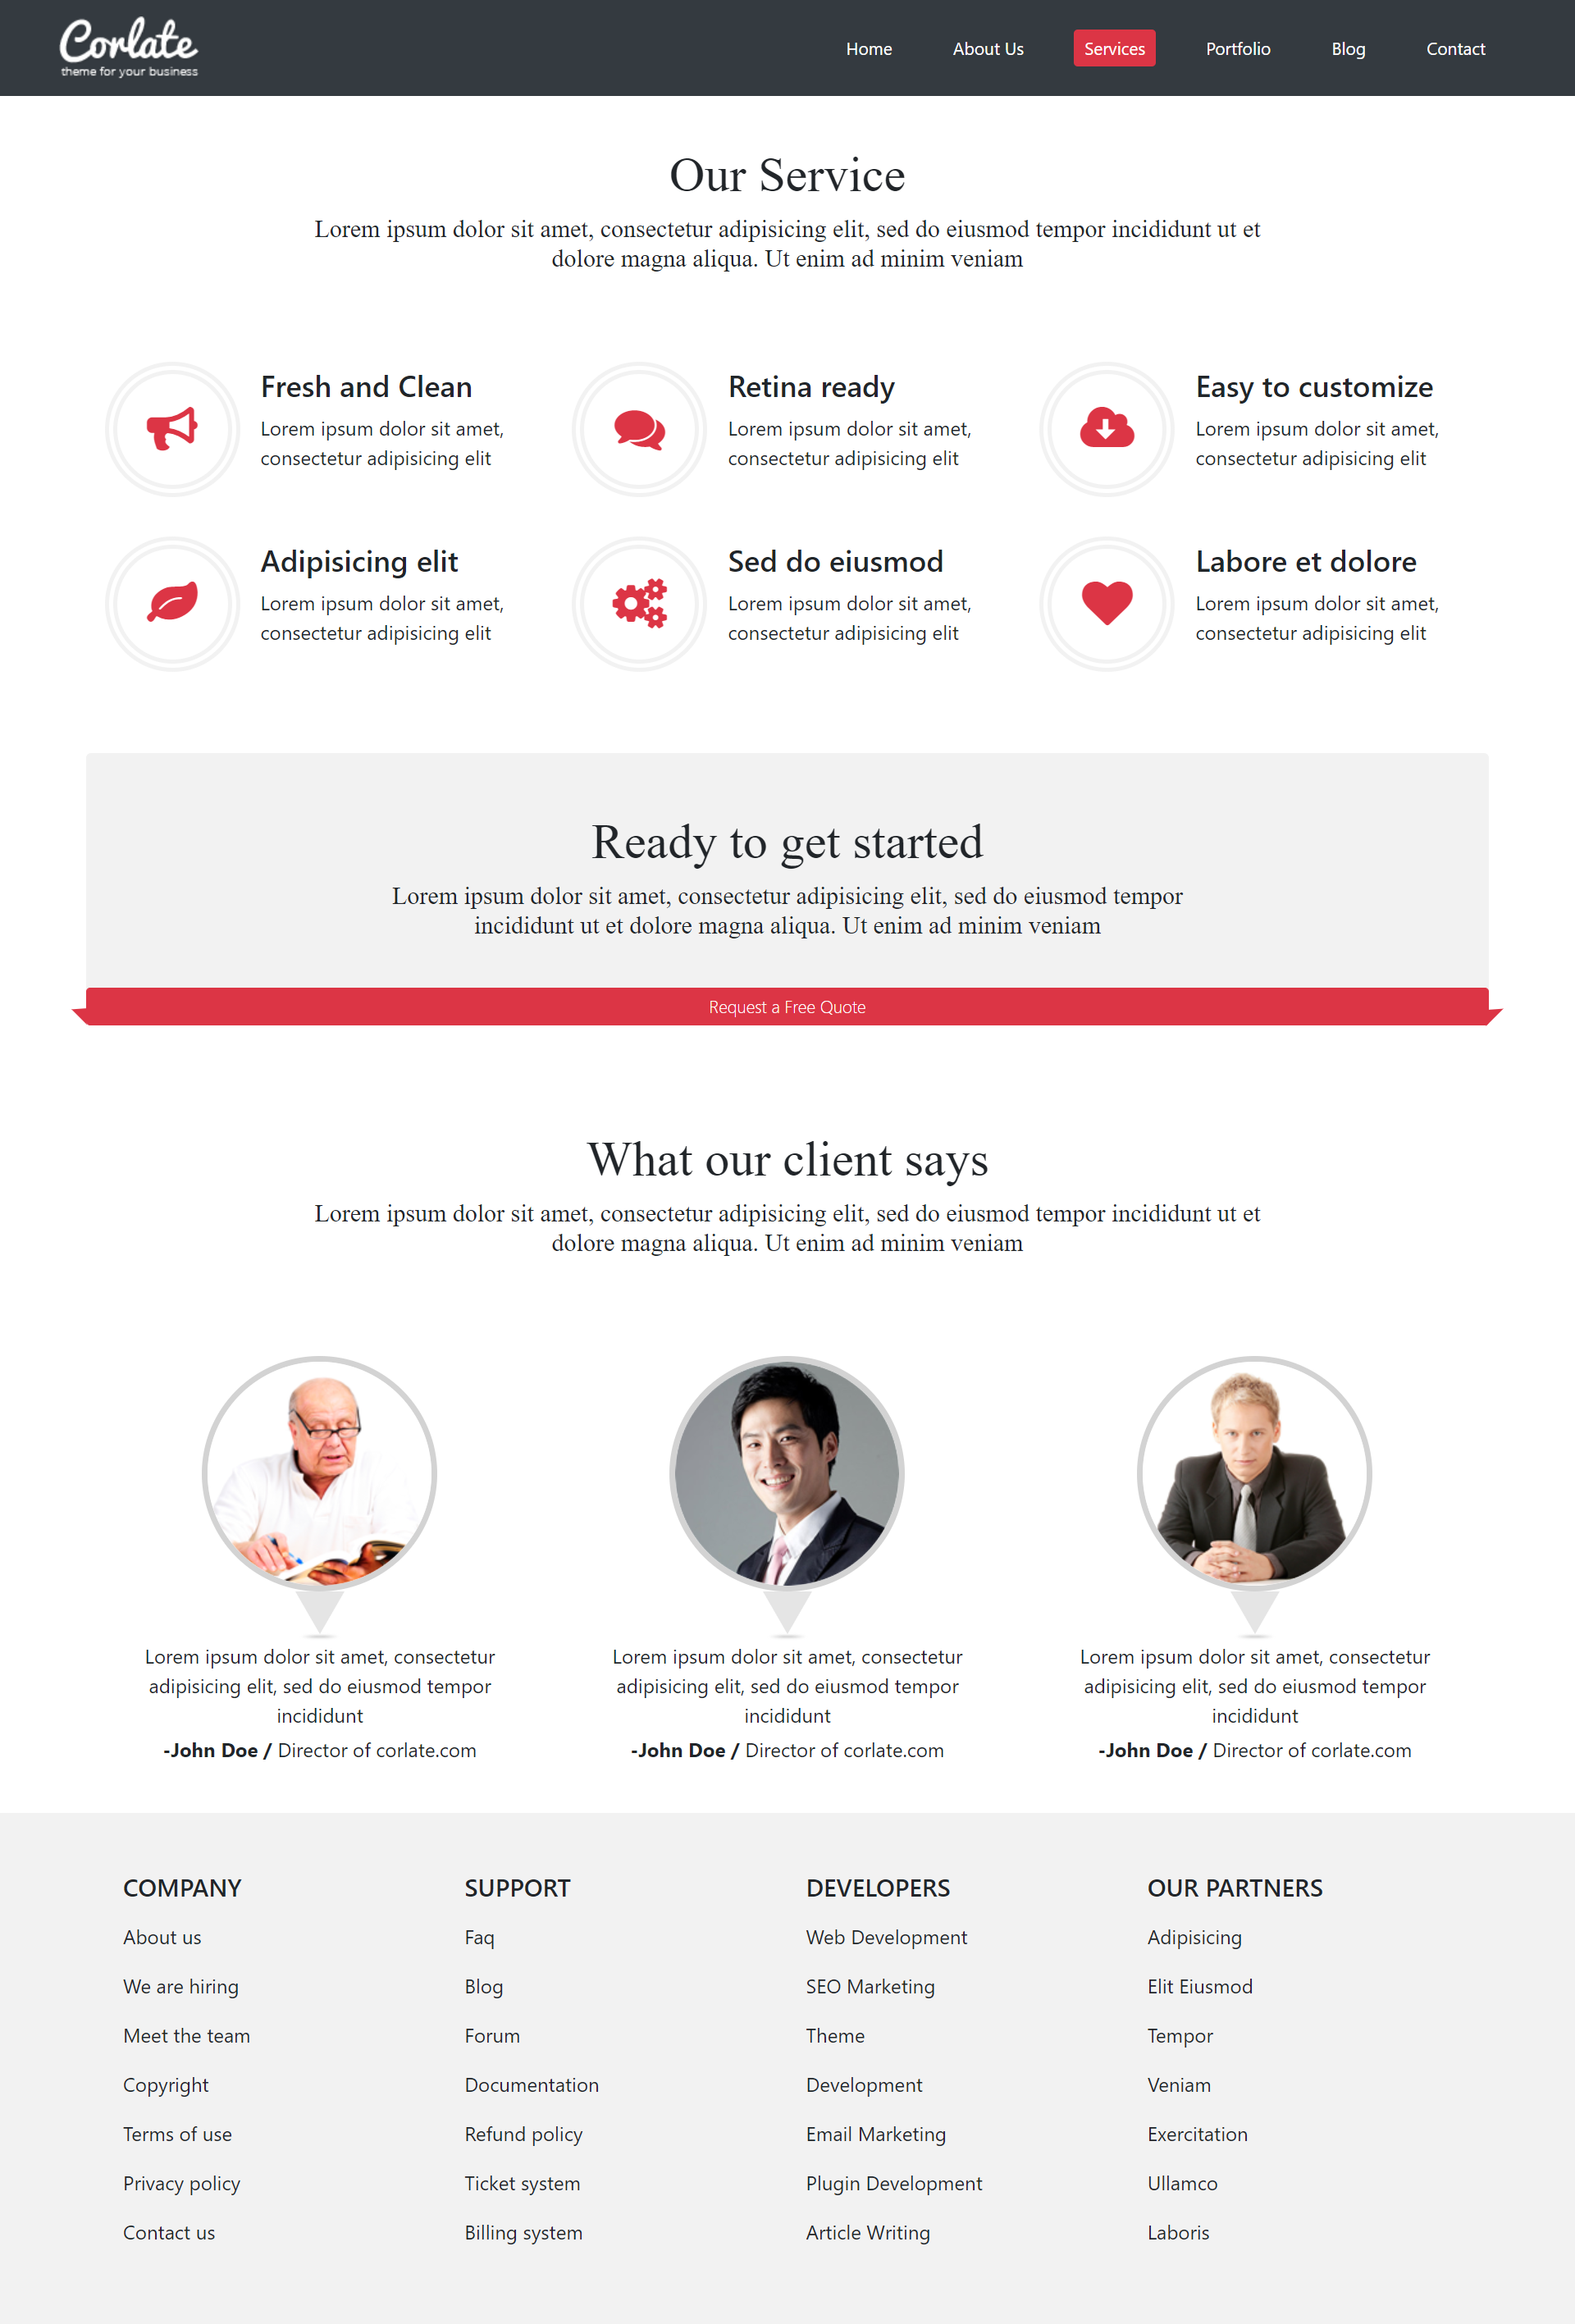 Corlate
theme for your business
Home About Us Services Portfolio Blog Contact
Our Service
Lorem ipsum dolor sit amet, consectetur adipisicing elit, sed do eiusmod tempor incididunt ut et
dolore magna aliqua. Ut enim ad minim veniam
Fresh and Clean
Lorem ipsum dolor sit amet,
consectetur adipisicing elit
Retina ready
Lorem ipsum dolor sit amet,
consectetur adipisicing elit
Easy to customize
Lorem ipsum dolor sit amet,
consectetur adipisicing elit
Adipisicing elit
Lorem ipsum dolor sit amet,
consectetur adipisicing elit
Sed do eiusmod
Lorem ipsum dolor sit amet,
consectetur adipisicing elit
Labore et dolore
Lorem ipsum dolor sit amet,
consectetur adipisicing elit
Ready to get started
Lorem ipsum dolor sit amet, consectetur adipisicing elit, sed do eiusmod tempor
incididunt ut et dolore magna aliqua. Ut enim ad minim veniam
Request a Free Quote
What our client says
Lorem ipsum dolor sit amet, consectetur adipisicing elit, sed do eiusmod tempor incididunt ut et
dolore magna aliqua. Ut enim ad minim veniam
Lorem ipsum dolor sit amet, consectetur
adipisicing elit, sed do eiusmod tempor
incididunt
-John Doe / Director of corlate.com
Lorem ipsum dolor sit amet, consectetur
adipisicing elit, sed do eiusmod tempor
incididunt
-John Doe / Director of corlate.com
Lorem ipsum dolor sit amet, consectetur
adipisicing elit, sed do eiusmod tempor
incididunt
-John Doe / Director of corlate.com
COMPANY
About us
We are hiring
Meet the team
Copyright
Terms of use
Privacy policy
Contact us
SUPPORT
Faq
Blog
Forum
Documentation
Refund policy
Ticket system
Billing system
DEVELOPERS
Web Development
SEO Marketing
Theme
Development
Email Marketing
Plugin Development
Article Writing
OUR PARTNERS
Adipisicing
Elit Eiusmod
Tempor
Veniam
Exercitation
Ullamco
Laboris